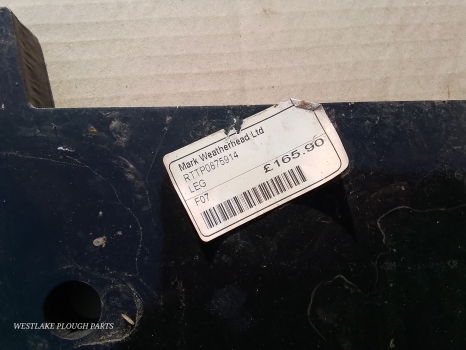 Mark Weatherhead Ltd
RTTP0875914
LEG
£165.90
F07
WESTLAKE PLOUGH PARTS